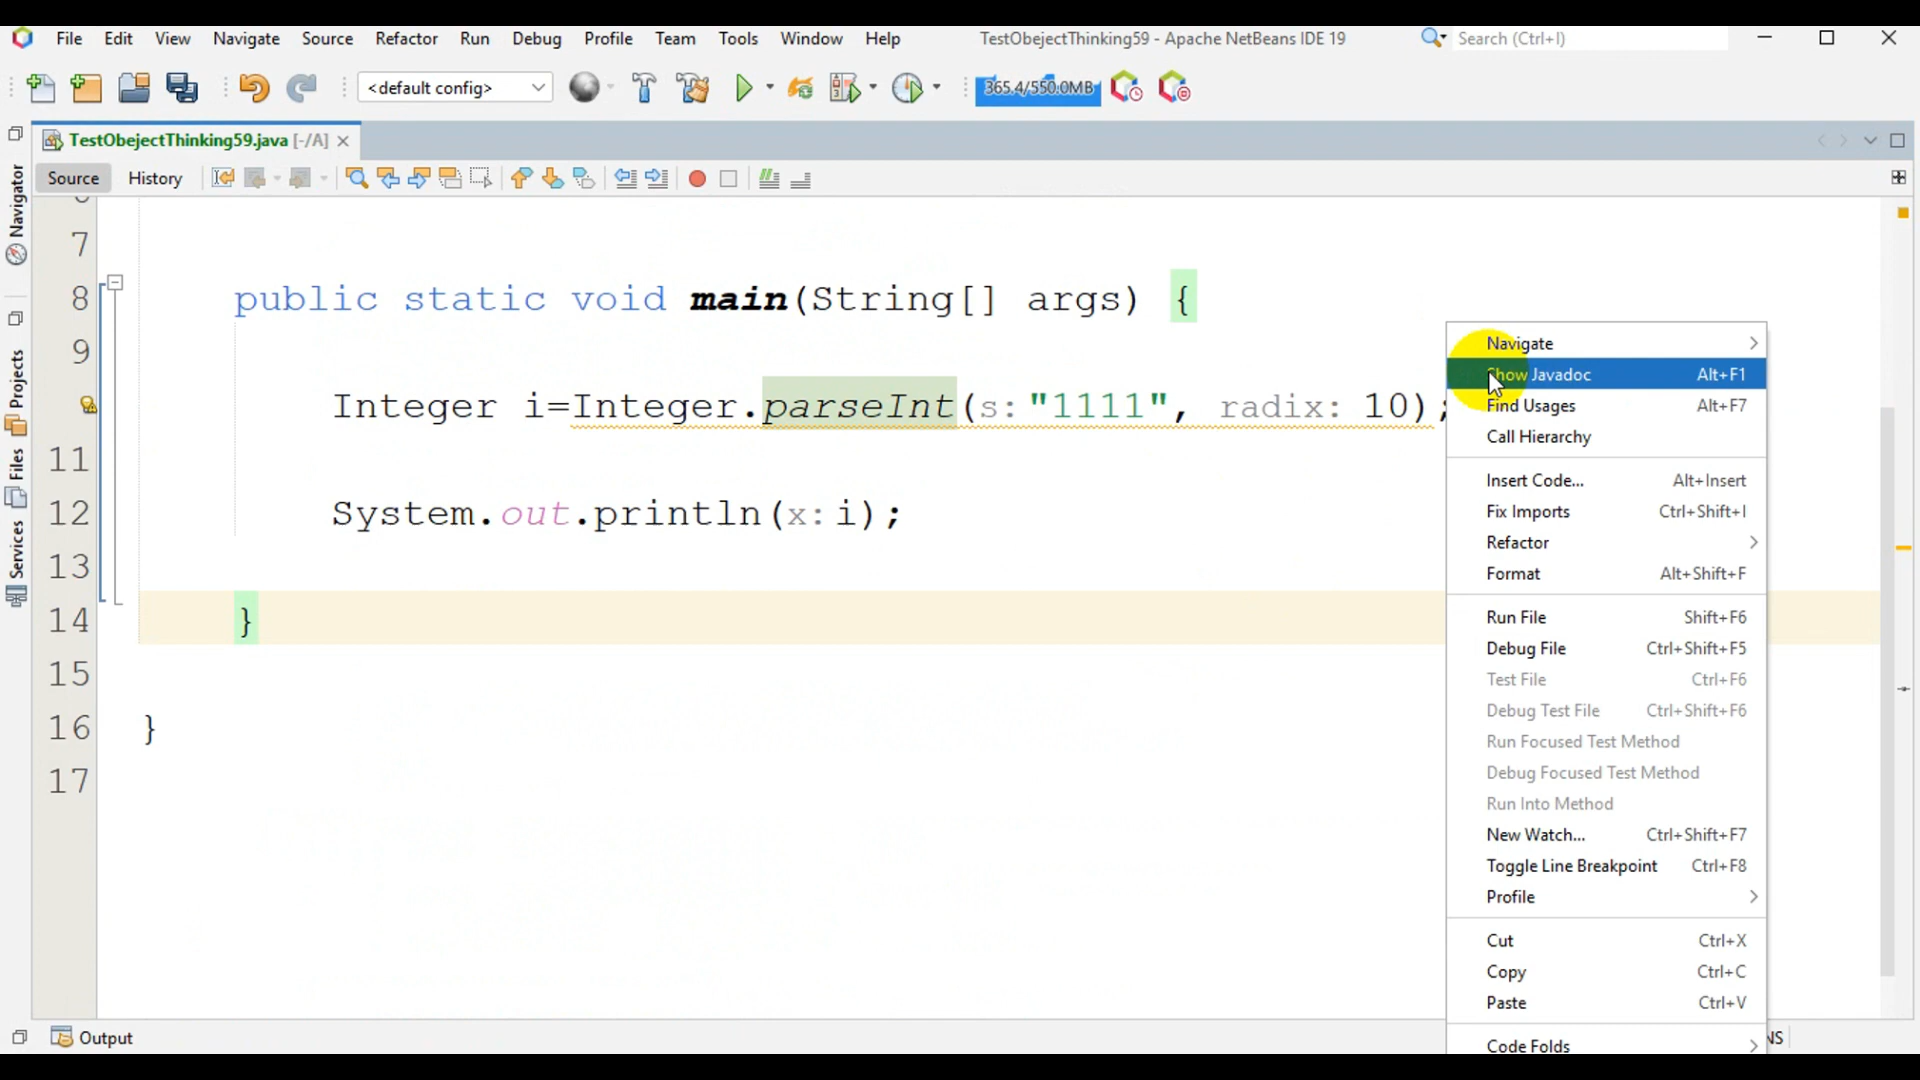 File Edit View Navigate Source Refactor Run Debug Profile Team Tools Window Help TestObejectThinking59 - Apache NetBeans IDE 19 Search (Ctrl+I)
<default config> 365.4/550.0MB
TestObejectThinking59.java [-/A]
Source History
Navigator
Projects
Files
Services
7
8 public static void main(String[] args) {
9
Integer i=Integer.parseInt(s:"1111", radix: 10);
11
12 System.out.println(x:i);
13
14 }
15
16 }
17
Navigate
Show Javadoc Alt+F1
Find Usages Alt+F7
Call Hierarchy
Insert Code... Alt+Insert
Fix Imports Ctrl+Shift+I
Refactor
Format Alt+Shift+F
Run File Shift+F6
Debug File Ctrl+Shift+F5
Test File Ctrl+F6
Debug Test File Ctrl+Shift+F6
Run Focused Test Method
Debug Focused Test Method
Run Into Method
New Watch... Ctrl+Shift+F7
Toggle Line Breakpoint Ctrl+F8
Profile
Cut Ctrl+X
Copy Ctrl+C
Paste Ctrl+V
Code Folds
Output